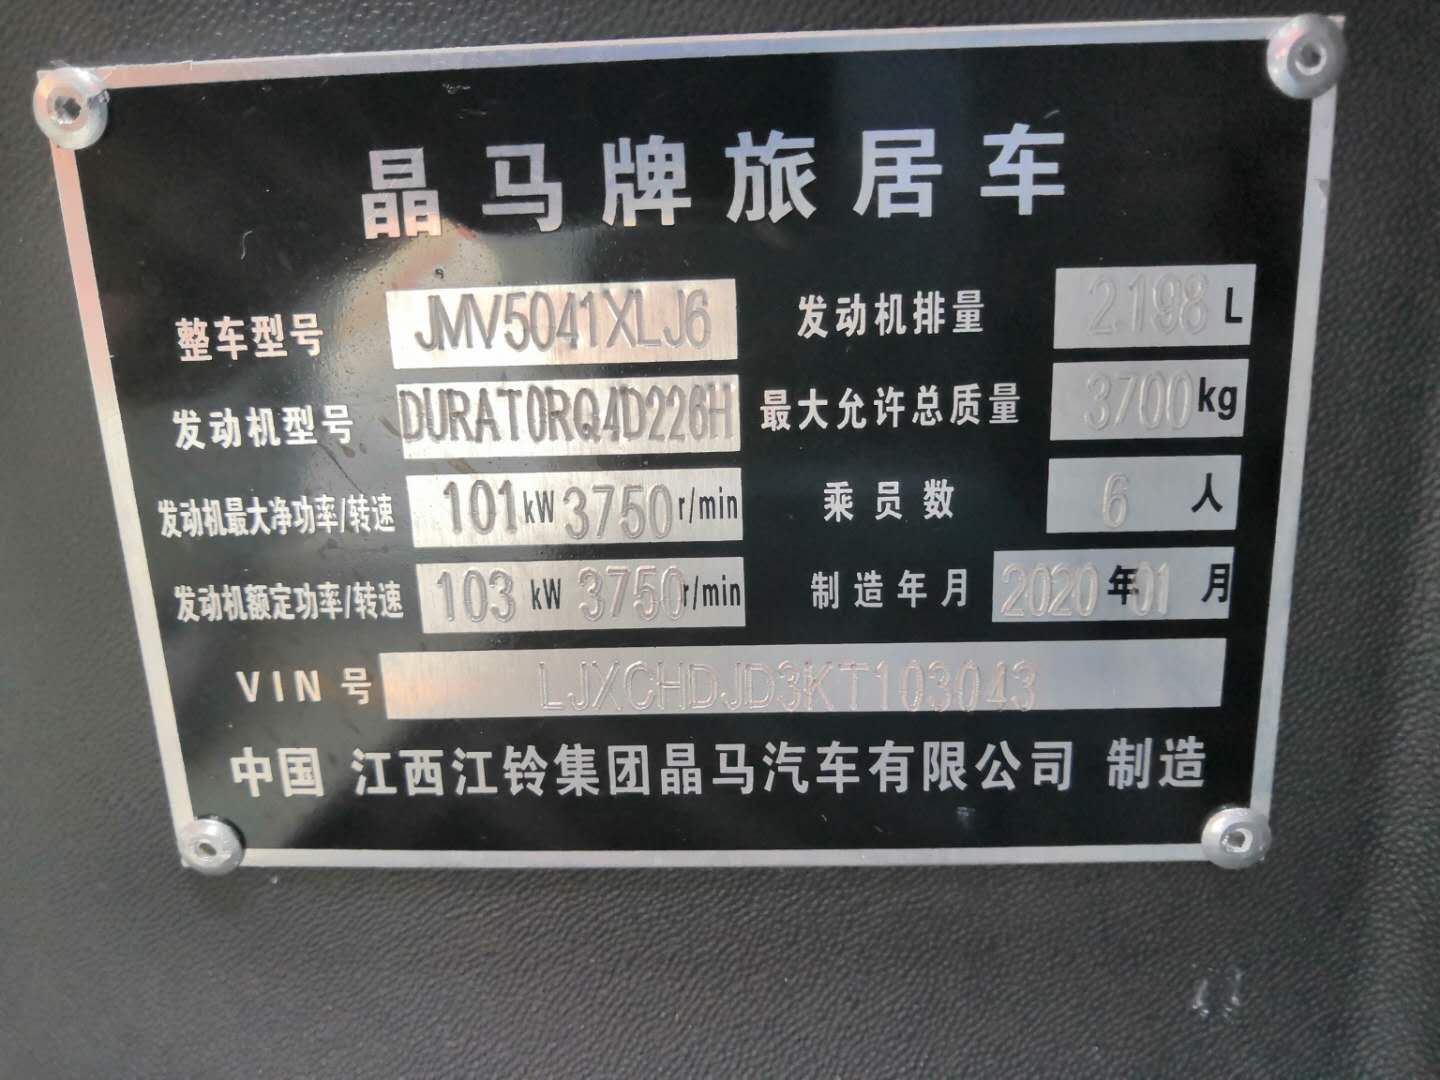 晶马牌旅居车
整车型号 JMV5041XLJ6 发动机排量 2198 L
发动机型号 DURATORQ4D226H 最大允许总质量 3700 kg
发动机最大净功率/转速 101 kW 3750 r/min 乘员数 6 人
发动机额定功率/转速 103 kW 3750 r/min 制造年月 2020 年 01 月
VIN 号 LJXCHDJD3KT103043
中国 江西江铃集团晶马汽车有限公司 制造